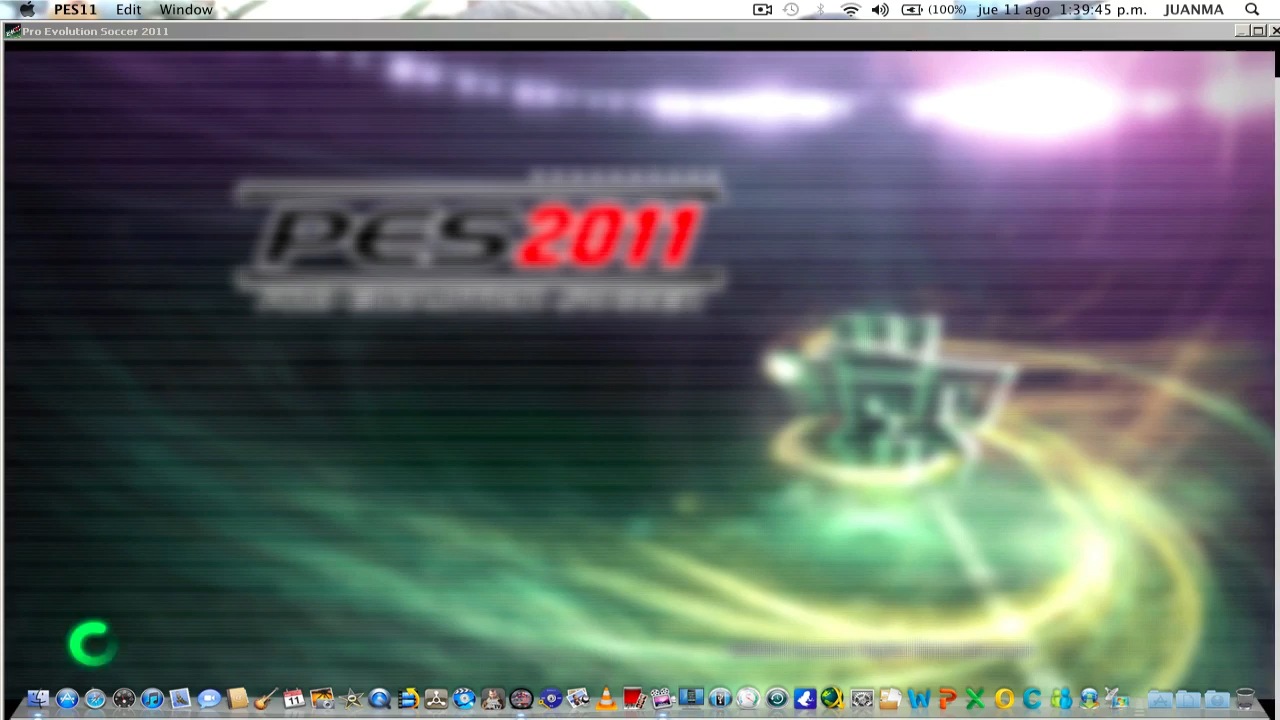 PES11 Edit Window (100%) jue 11 ago 1:39:45 p.m. JUANMA
Pro Evolution Soccer 2011
PES2011